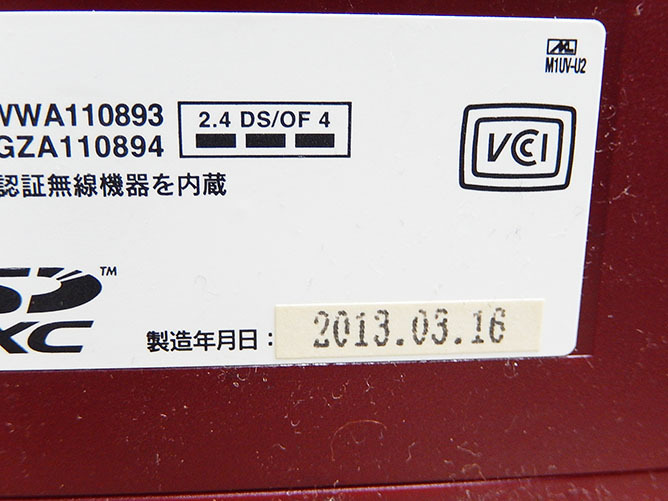 M1UV-U2
WWA110893
GZA110894
2.4 DS/OF 4
VCI
認証無線機器を内蔵
SD™
XC
製造年月日:
2013.03.16